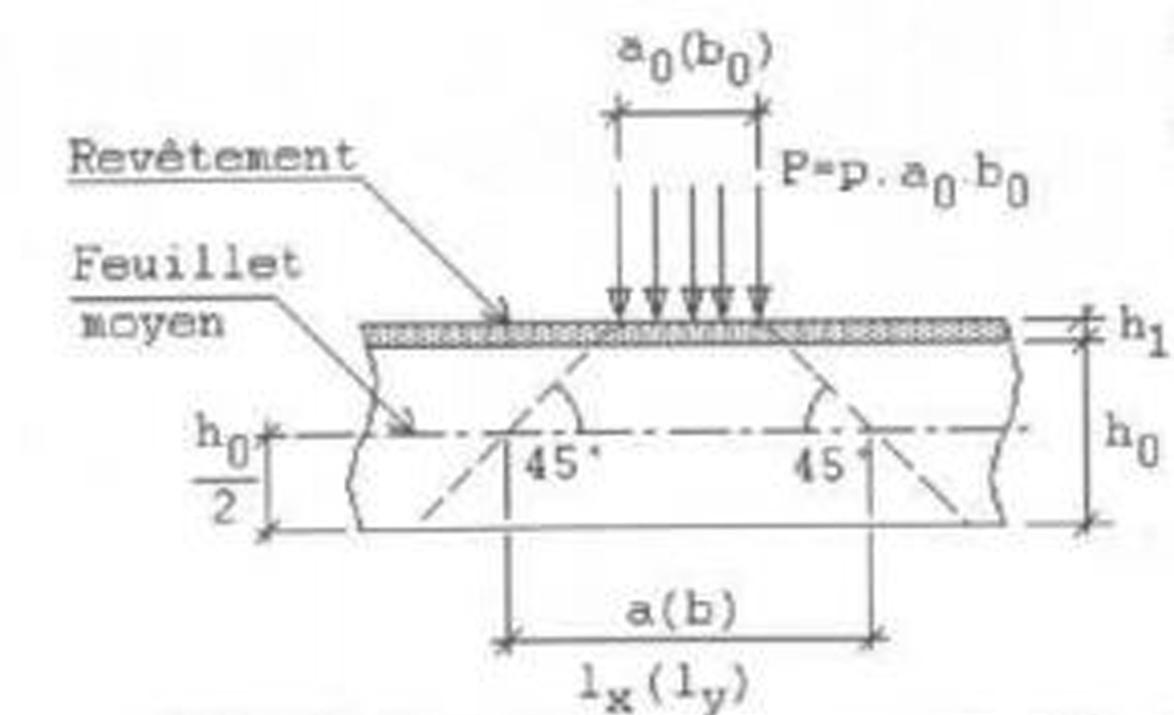 a0(b0)
Revêtement
P=p.a0.b0
Feuillet
moyen
h1
h0
2
h0
45°
45°
a(b)
lx(ly)